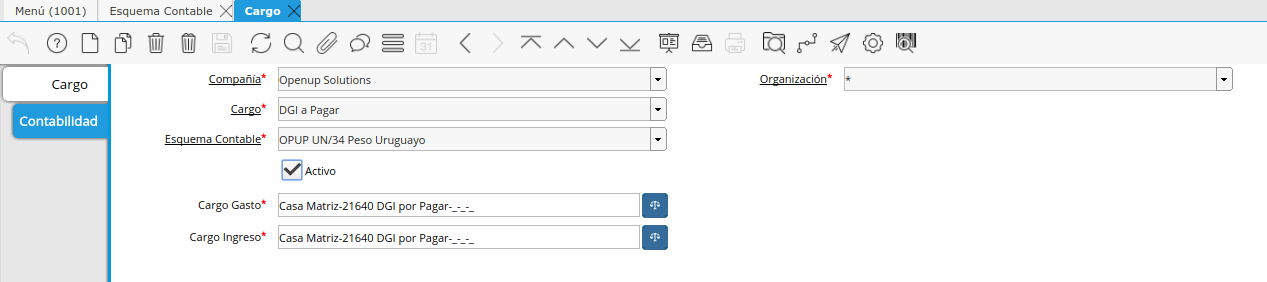 Menú (1001) Esquema Contable Cargo
31
Cargo
Contabilidad
Compañía* Openup Solutions Organización* *
Cargo* DGI a Pagar
Esquema Contable* OPUP UN/34 Peso Uruguayo
Activo
Cargo Gasto* Casa Matriz-21640 DGI por Pagar-_-_-_
Cargo Ingreso* Casa Matriz-21640 DGI por Pagar-_-_-_